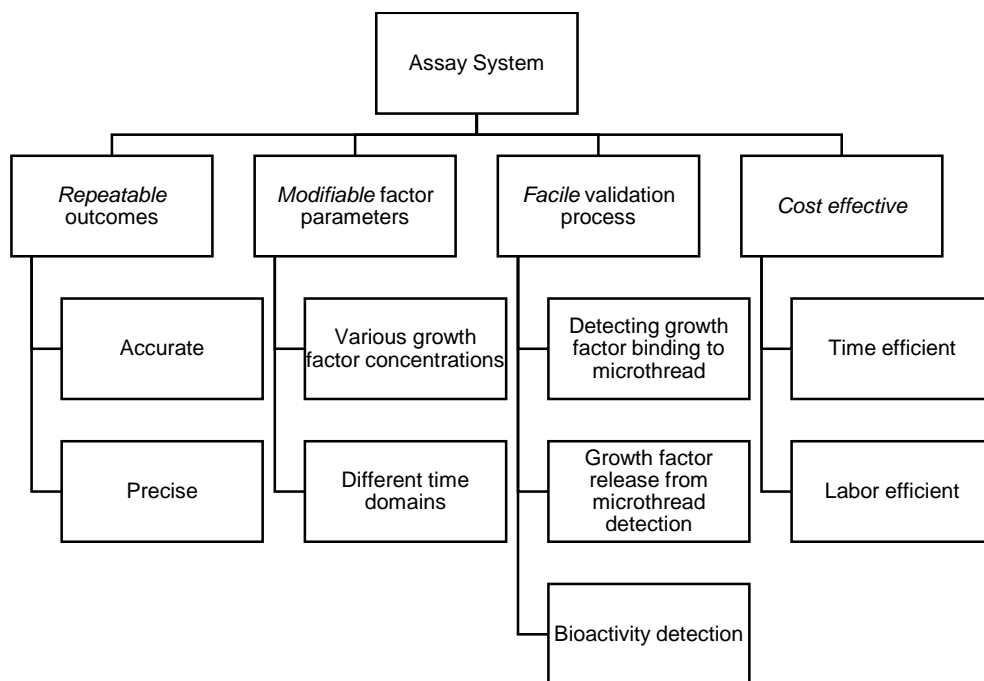 Assay System
Repeatable
outcomes
Modifiable factor
parameters
Facile validation
process
Cost effective
Accurate
Various growth
factor concentrations
Detecting growth
factor binding to
microthread
Time efficient
Precise
Different time
domains
Growth factor
release from
microthread
detection
Labor efficient
Bioactivity detection